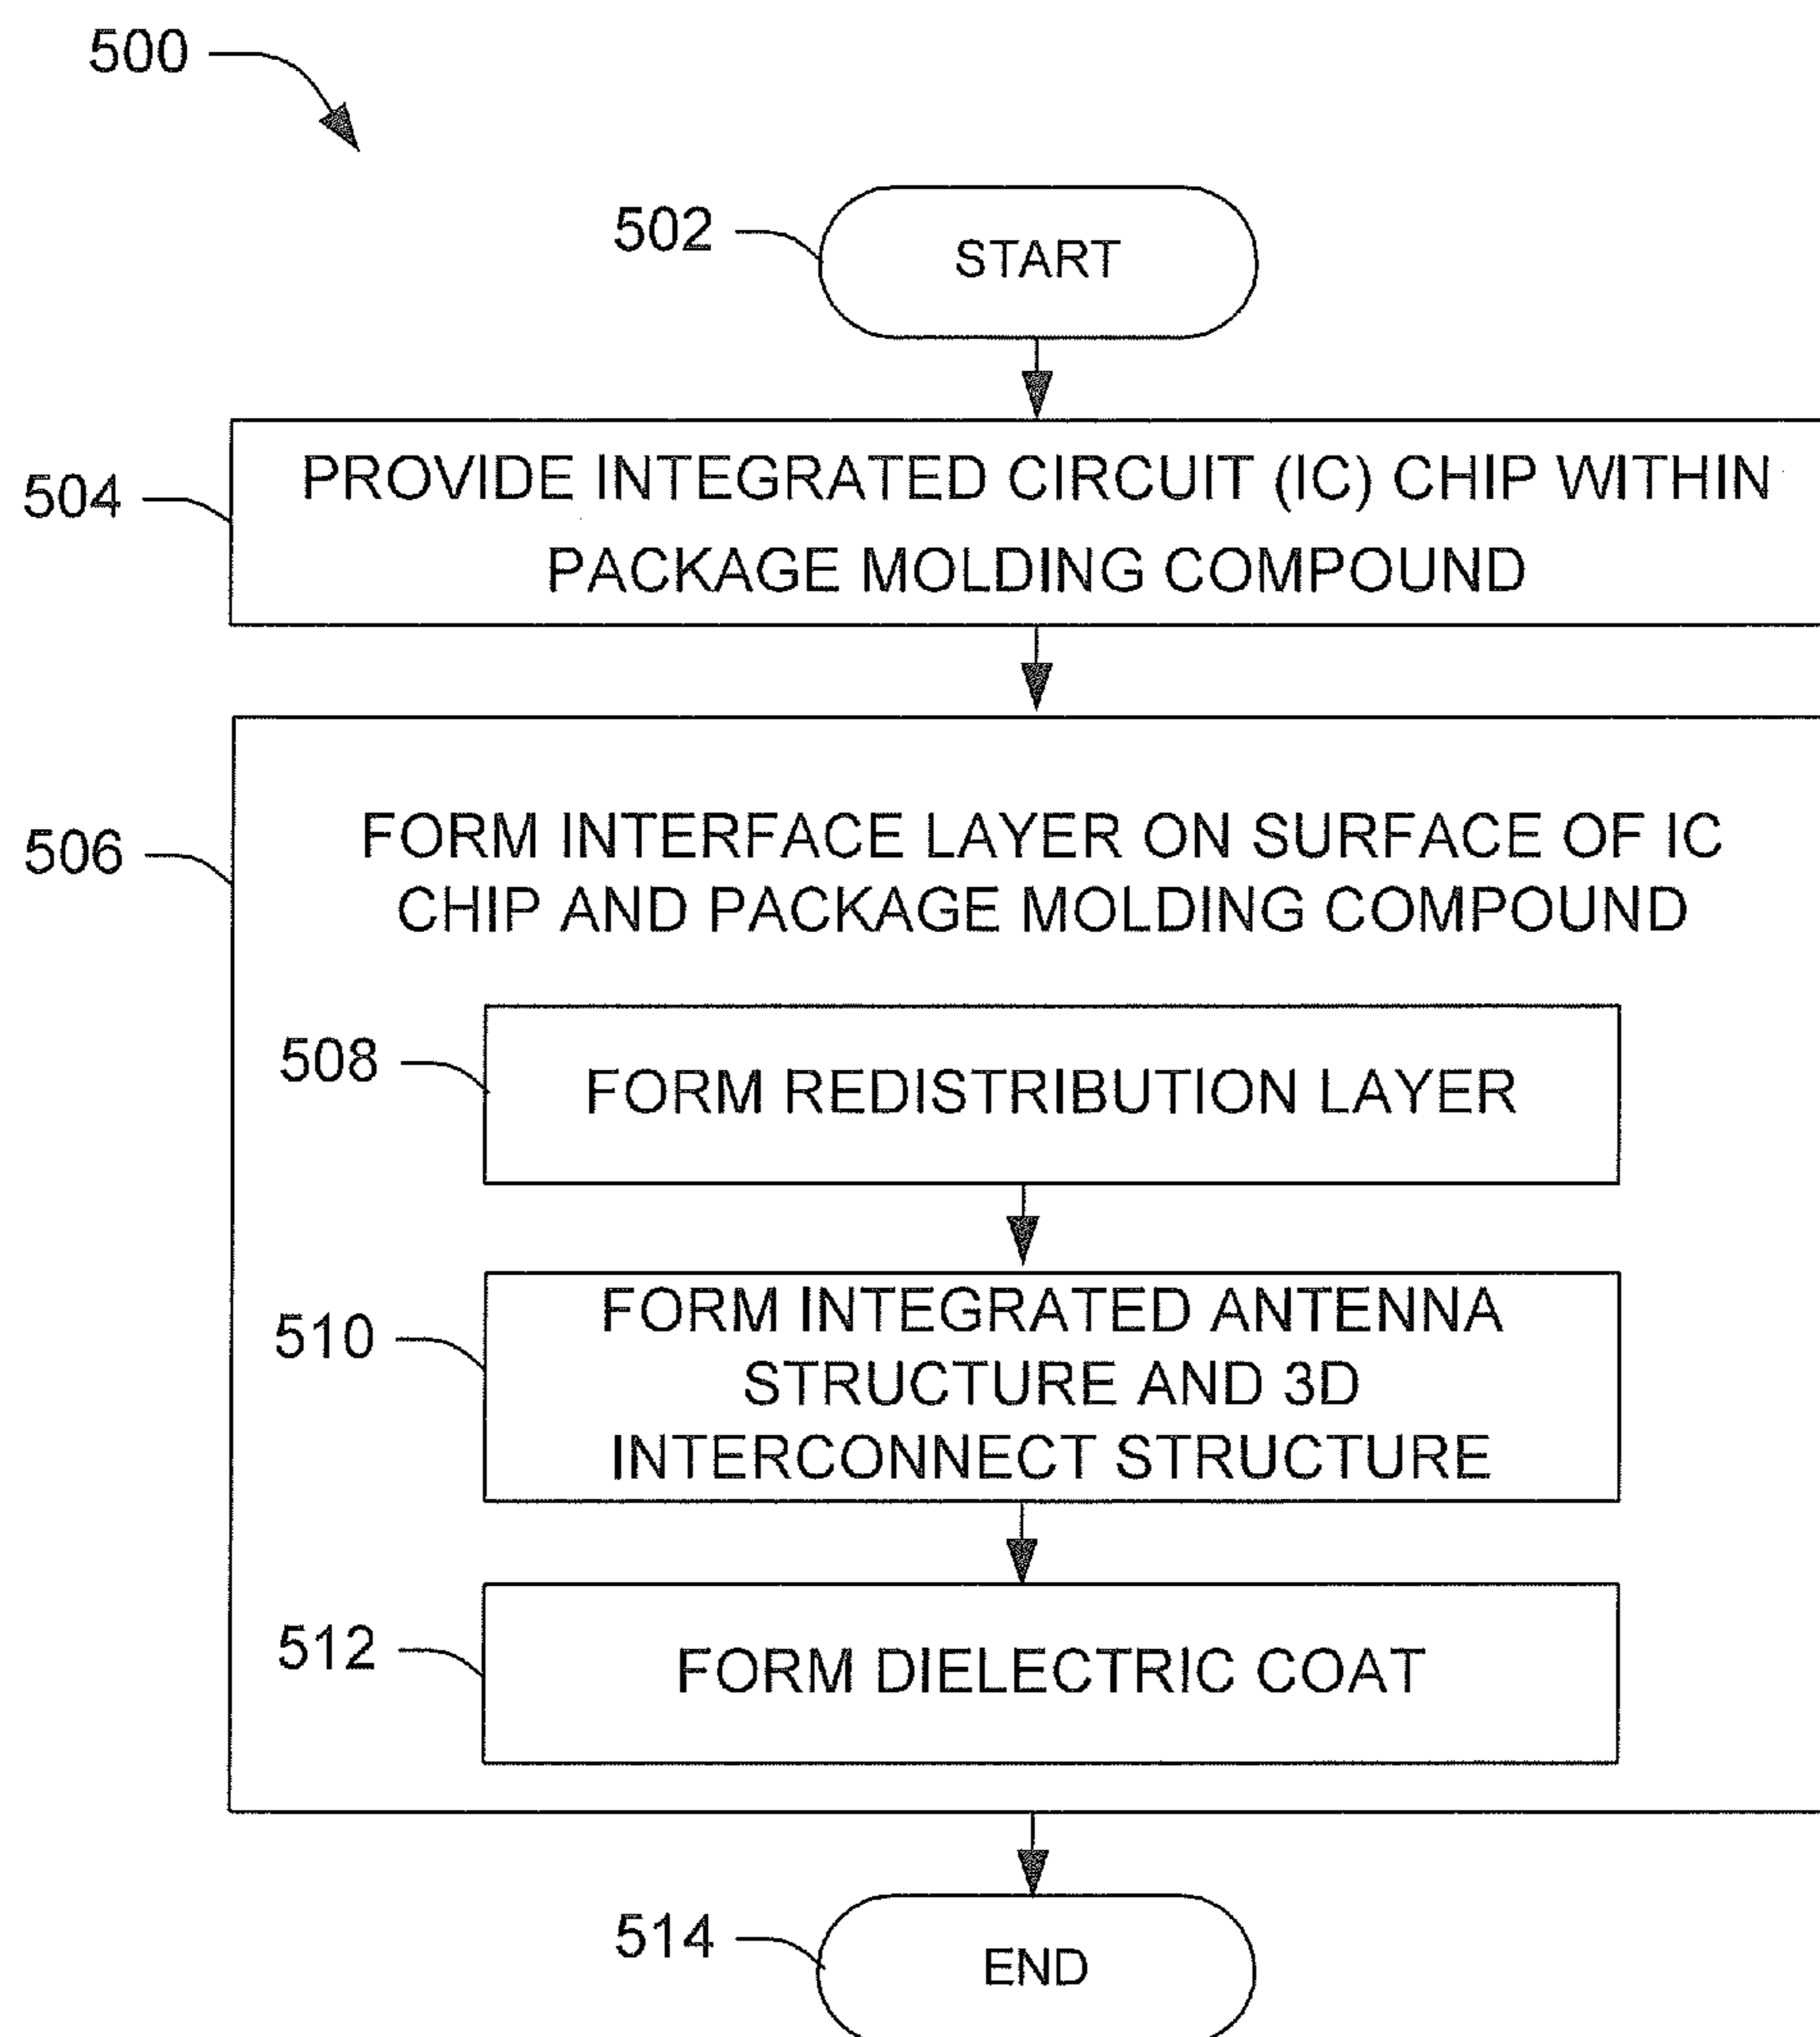 500
502
START
504
PROVIDE INTEGRATED CIRCUIT (IC) CHIP WITHIN
PACKAGE MOLDING COMPOUND
506
FORM INTERFACE LAYER ON SURFACE OF IC
CHIP AND PACKAGE MOLDING COMPOUND
508
FORM REDISTRIBUTION LAYER
510
FORM INTEGRATED ANTENNA
STRUCTURE AND 3D
INTERCONNECT STRUCTURE
512
FORM DIELECTRIC COAT
514
END